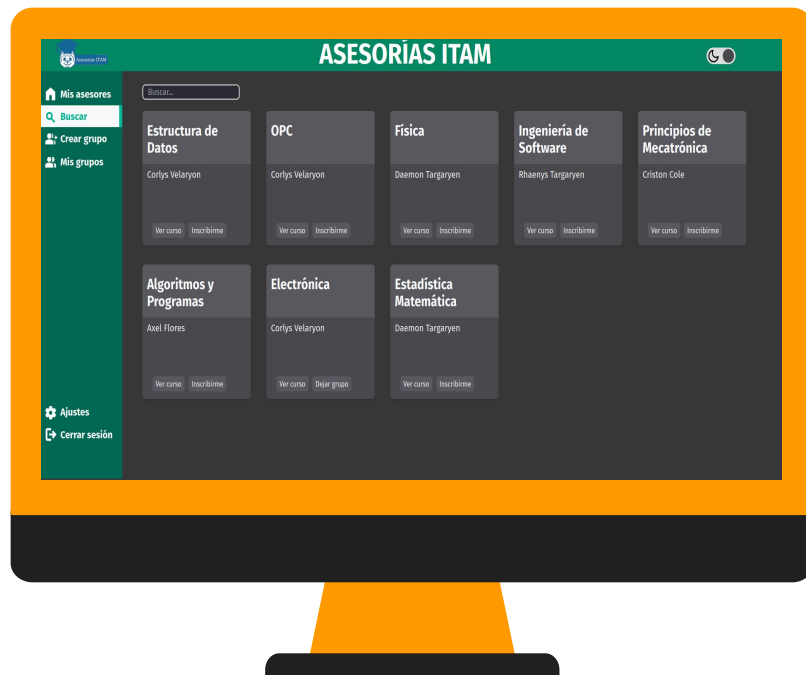 Asesorías ITAM
ASESORÍAS ITAM
Mis asesores
Buscar
Crear grupo
Mis grupos
Ajustes
Cerrar sesión
Buscar...
Estructura de
Datos
Corlys Velaryon
Ver curso Inscribirme
OPC
Corlys Velaryon
Ver curso Inscribirme
Física
Daemon Targaryen
Ver curso Inscribirme
Ingeniería de
Software
Rhaenys Targaryen
Ver curso Inscribirme
Principios de
Mecatrónica
Criston Cole
Ver curso Inscribirme
Algoritmos y
Programas
Axel Flores
Ver curso Inscribirme
Electrónica
Corlys Velaryon
Ver curso Dejar grupo
Estadística
Matemática
Daemon Targaryen
Ver curso Inscribirme